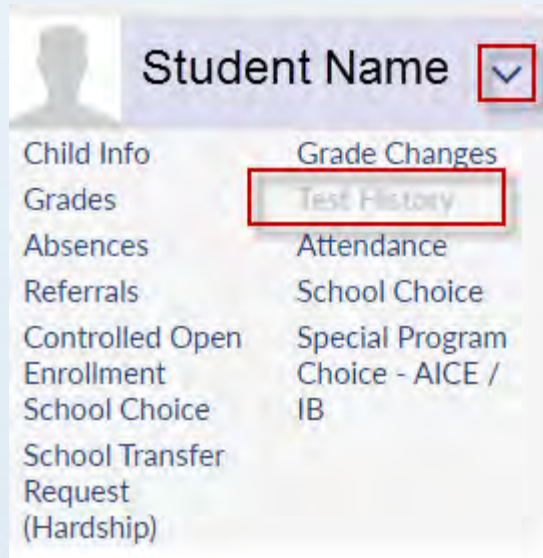 Student Name
Child Info
Grades
Absences
Referrals
Controlled Open
Enrollment
School Choice
School Transfer
Request
(Hardship)
Grade Changes
Test History
Attendance
School Choice
Special Program
Choice - AICE /
IB